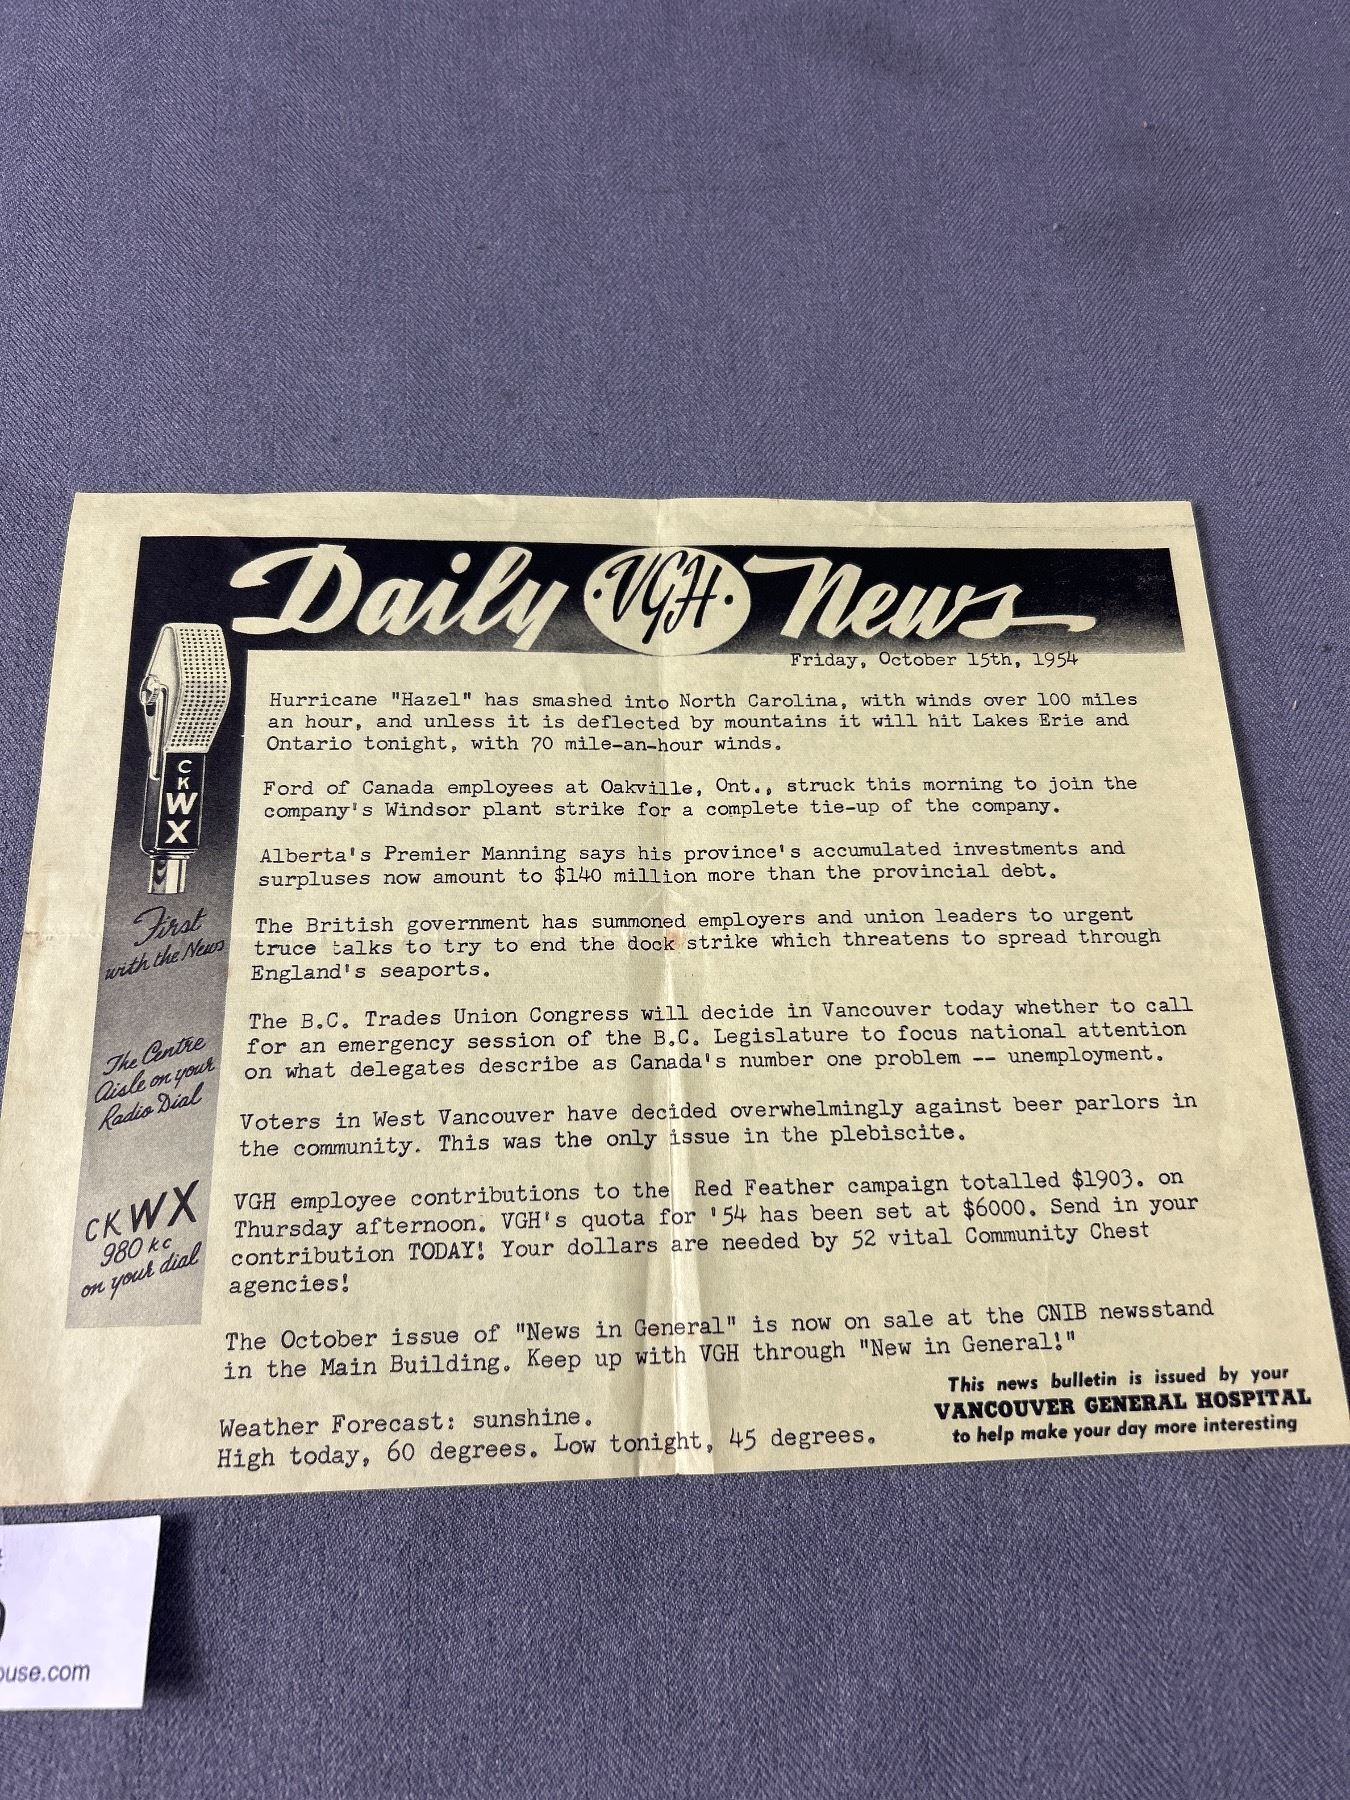 Daily VGH News
Friday, October 15th, 1954
Hurricane "Hazel" has smashed into North Carolina, with winds over 100 miles
an hour, and unless it is deflected by mountains it will hit Lakes Erie and
Ontario tonight, with 70 mile-an-hour winds.
Ford of Canada employees at Oakville, Ont., struck this morning to join the
company's Windsor plant strike for a complete tie-up of the company.
Alberta's Premier Manning says his province's accumulated investments and
surpluses now amount to $140 million more than the provincial debt.
The British government has summoned employers and union leaders to urgent
truce talks to try to end the dock strike which threatens to spread through
England's seaports.
The B.C. Trades Union Congress will decide in Vancouver today whether to call
for an emergency session of the B.C. Legislature to focus national attention
on what delegates describe as Canada's number one problem -- unemployment.
Voters in West Vancouver have decided overwhelmingly against beer parlors in
the community. This was the only issue in the plebiscite.
VGH employee contributions to the Red Feather campaign totalled $1903. on
Thursday afternoon. VGH's quota for '54 has been set at $6000. Send in your
contribution TODAY! Your dollars are needed by 52 vital Community Chest
agencies!
The October issue of "News in General" is now on sale at the CNIB newsstand
in the Main Building. Keep up with VGH through "New in General!"
Weather Forecast: sunshine.
High today, 60 degrees. Low tonight, 45 degrees.
This news bulletin is issued by your
VANCOUVER GENERAL HOSPITAL
to help make your day more interesting
C
K
W
X
First
with the News
The Centre
Aisle on your
Radio Dial
CKWX
980 kc
on your dial
ouse.com